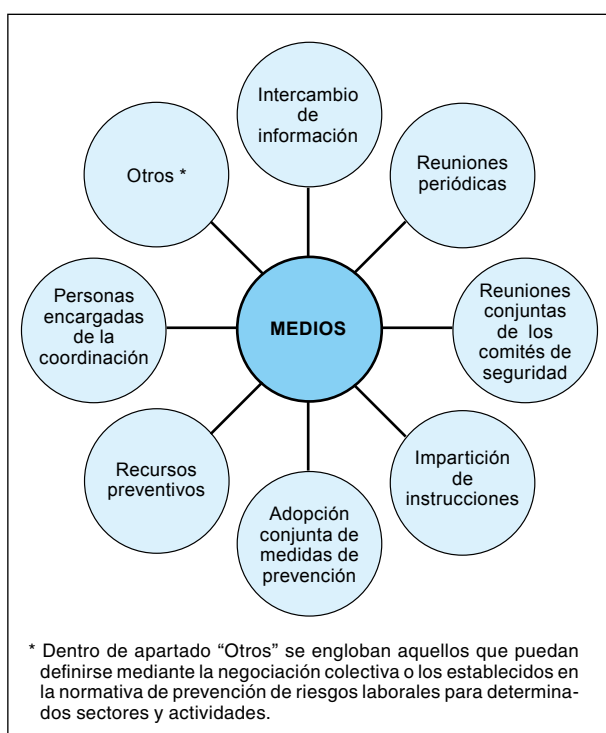 Intercambio
de
información
Reuniones
periódicas
Reuniones
conjuntas
de los
comités de
seguridad
Impartición
de
instrucciones
Adopción
conjunta de
medidas de
prevención
Recursos
preventivos
Personas
encargadas
de la
coordinación
Otros *
MEDIOS
* Dentro de apartado “Otros” se engloban aquellos que puedan
definirse mediante la negociación colectiva o los establecidos en
la normativa de prevención de riesgos laborales para determina-
dos sectores y actividades.